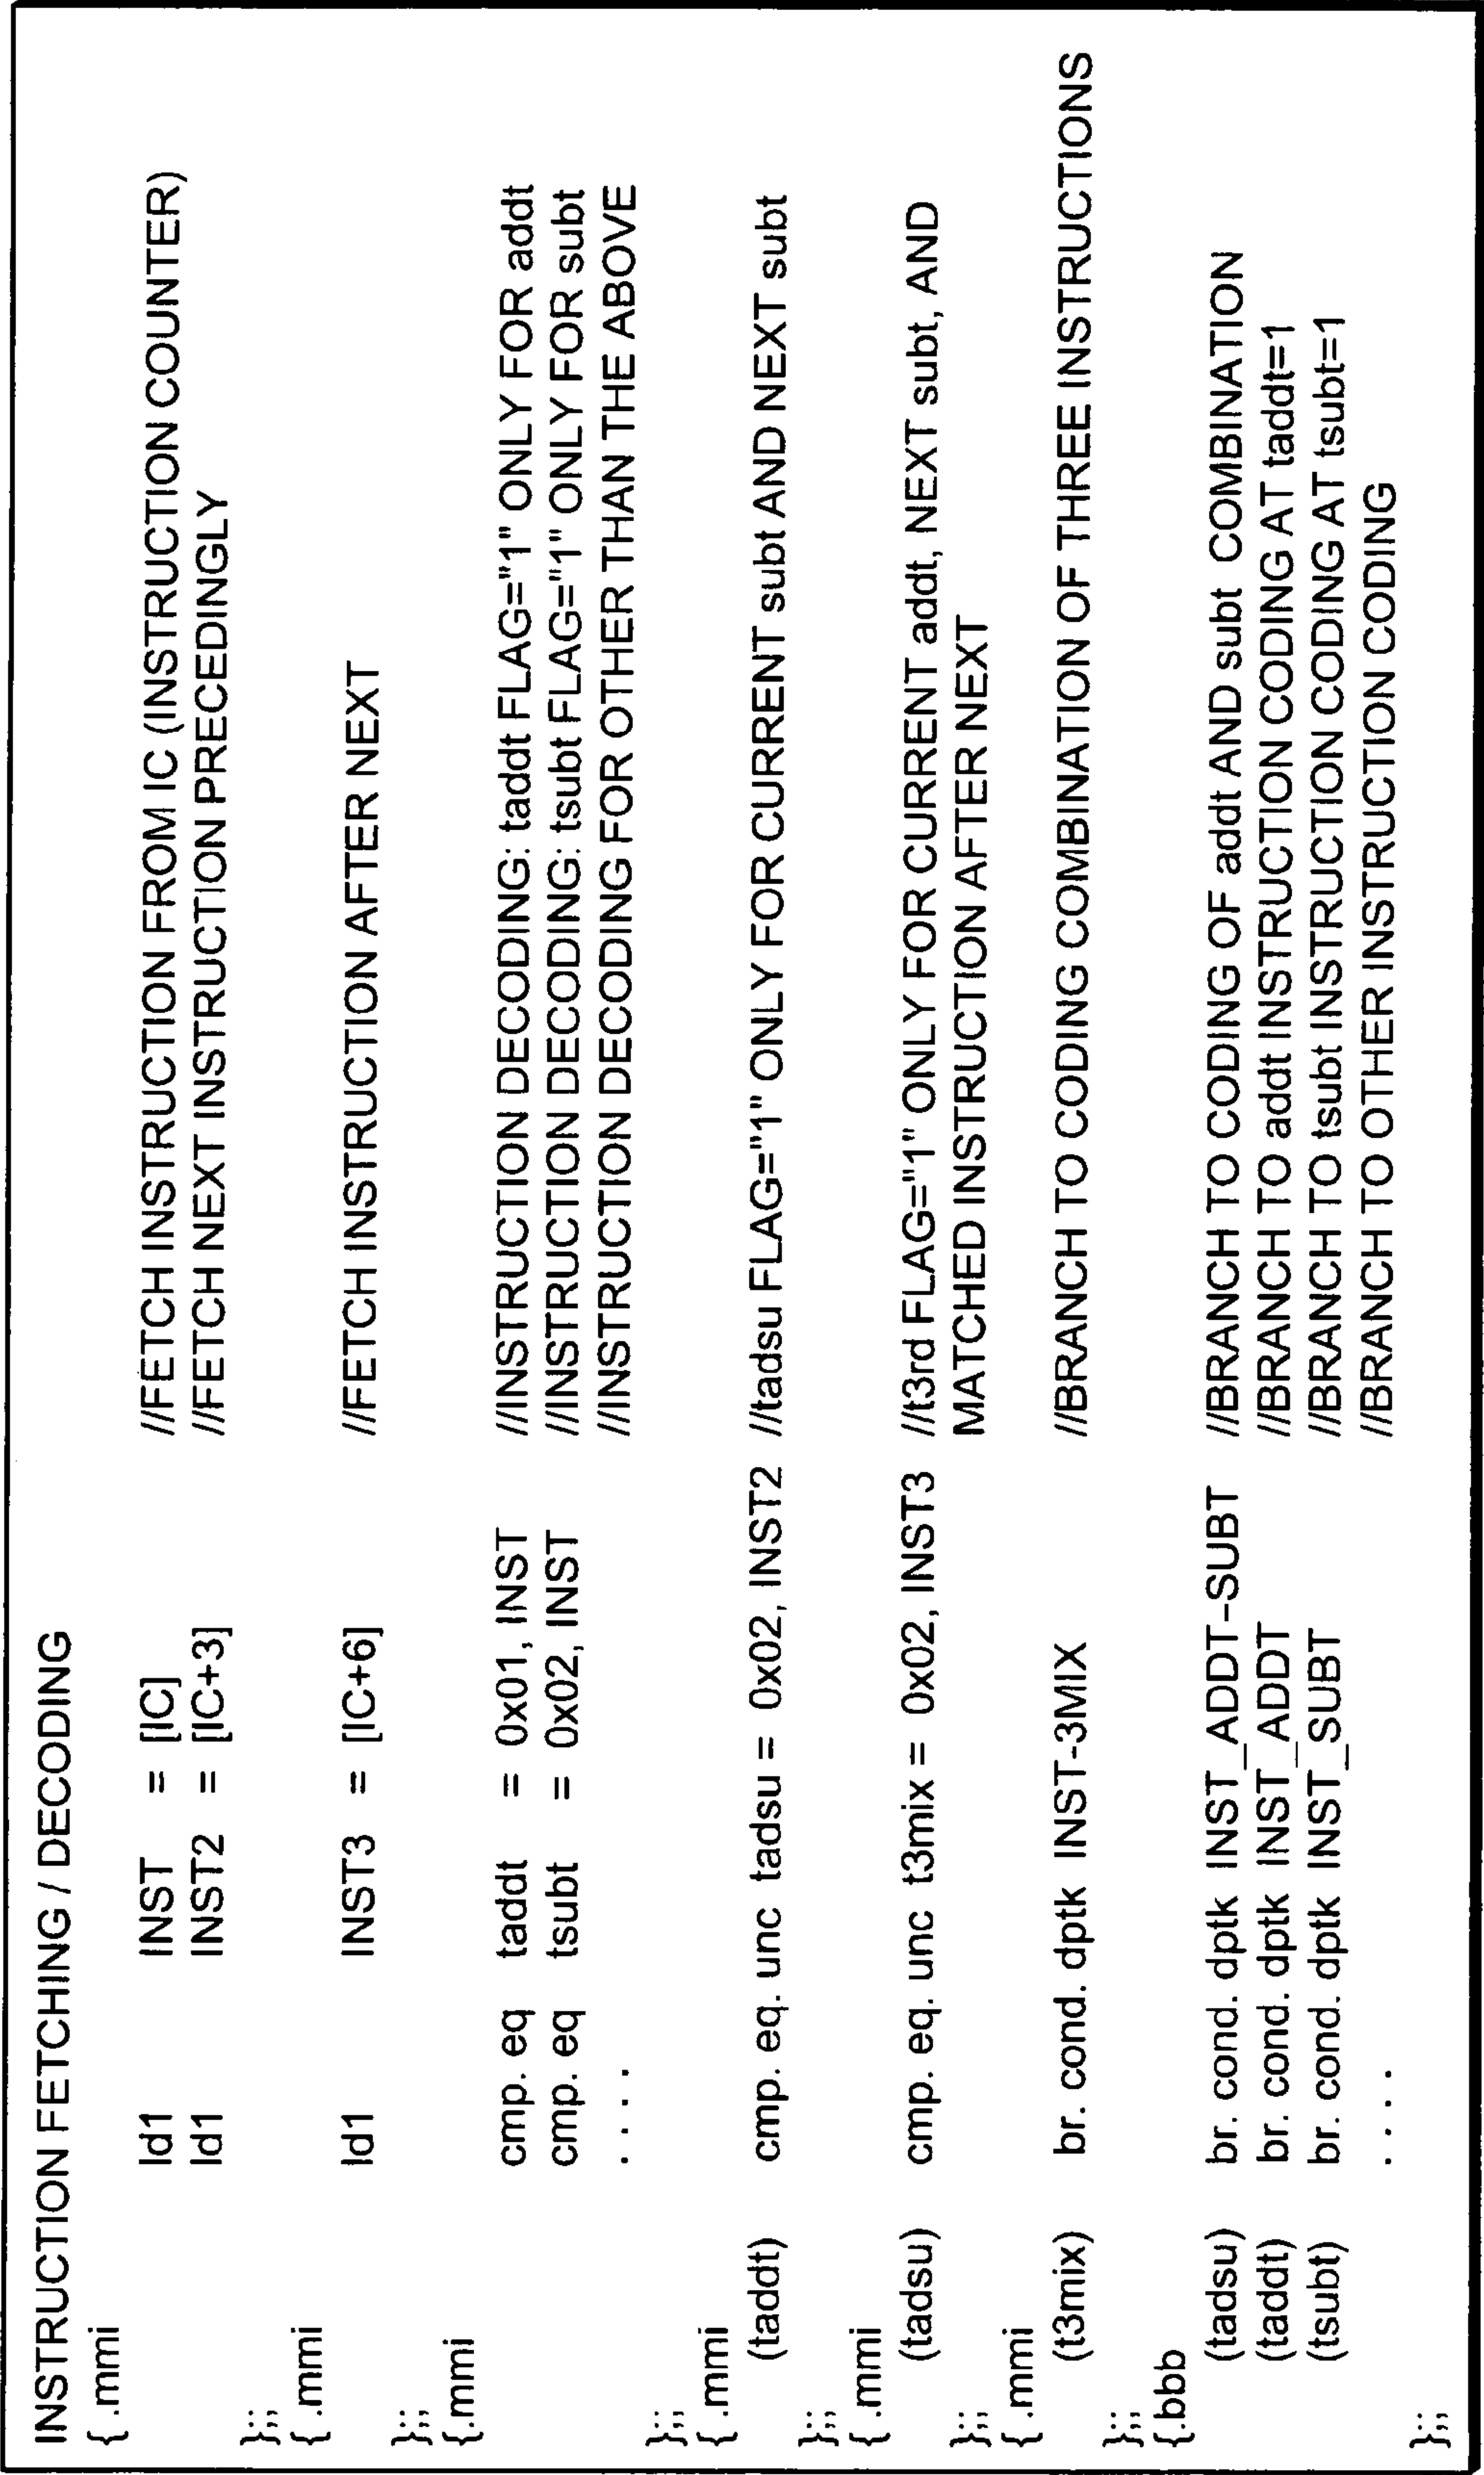 INSTRUCTION FETCHING / DECODING
{ .mmi
ld1 INST = [IC] //FETCH INSTRUCTION FROM IC (INSTRUCTION COUNTER)
ld1 INST2 = [IC+3] //FETCH NEXT INSTRUCTION PRECEDINGLY
};;
{ .mmi
ld1 INST3 = [IC+6] //FETCH INSTRUCTION AFTER NEXT
};;
{.mmi
cmp. eq taddt = 0x01, INST //INSTRUCTION DECODING: taddt FLAG="1" ONLY FOR addt
cmp. eq tsubt = 0x02, INST //INSTRUCTION DECODING: tsubt FLAG="1" ONLY FOR subt
. . . . //INSTRUCTION DECODING FOR OTHER THAN THE ABOVE
};;
{ .mmi
(taddt) cmp. eq. unc tadsu = 0x02, INST2 //tadsu FLAG="1" ONLY FOR CURRENT subt AND NEXT subt
};;
{ .mmi
(tadsu) cmp. eq. unc t3mix = 0x02, INST3 //t3rd FLAG="1" ONLY FOR CURRENT addt, NEXT subt, AND
MATCHED INSTRUCTION AFTER NEXT
};;
{ .mmi
(t3mix) br. cond. dptk INST-3MIX //BRANCH TO CODING COMBINATION OF THREE INSTRUCTIONS
};;
{.bbb
(tadsu) br. cond. dptk INST_ADDT-SUBT //BRANCH TO CODING OF addt AND subt COMBINATION
(taddt) br. cond. dptk INST_ADDT //BRANCH TO addt INSTRUCTION CODING AT taddt=1
(tsubt) br. cond. dptk INST_SUBT //BRANCH TO tsubt INSTRUCTION CODING AT tsubt=1
. . . . //BRANCH TO OTHER INSTRUCTION CODING
};;